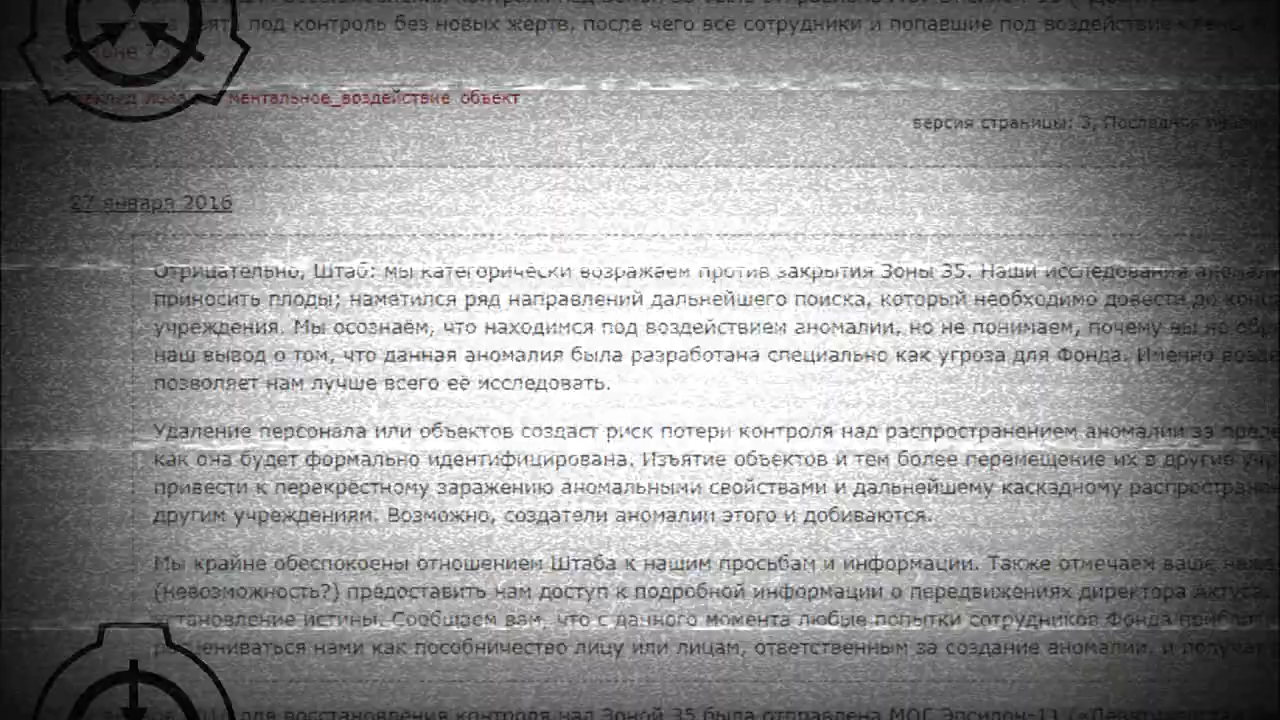 под контроль без новых жертв, после чего все сотрудники и попавшие под воздействие
ментальное_воздействие объект
версия страницы: 3, Последняя
27 января 2016
Отрицательно, Штаб: мы категорически возражаем против закрытия Зоны 35. Наши исследования
приносить плоды; наметился ряд направлений дальнейшего поиска, который необходимо довести до
учреждения. Мы осознаём, что находимся под воздействием аномалии, но не понимаем, почему вы не
наш вывод о том, что данная аномалия была разработана специально как угроза для Фонда. Именно
позволяет нам лучше всего её исследовать.
Удаление персонала или объектов создаст риск потери контроля над распространением аномалии за
как она будет формально идентифицирована. Изъятие объектов и тем более перемещение их в другие
привести к перекрёстному заражению аномальными свойствами и дальнейшему каскадному
другим учреждениям. Возможно, создатели аномалии этого и добиваются.
Мы крайне обеспокоены отношением Штаба к нашим просьбам и информации. Также отмечаем ваше
(невозможность?) предоставить нам доступ к подробной информации о передвижениях директора Актуса.
установление истины. Сообщаем вам, что с данного момента любые попытки сотрудников Фонда
расцениваться нами как пособничество лицу или лицам, ответственным за создание аномалии, и
для восстановления контроля над Зоной 35 была отправлена МОГ Эпсилон-11